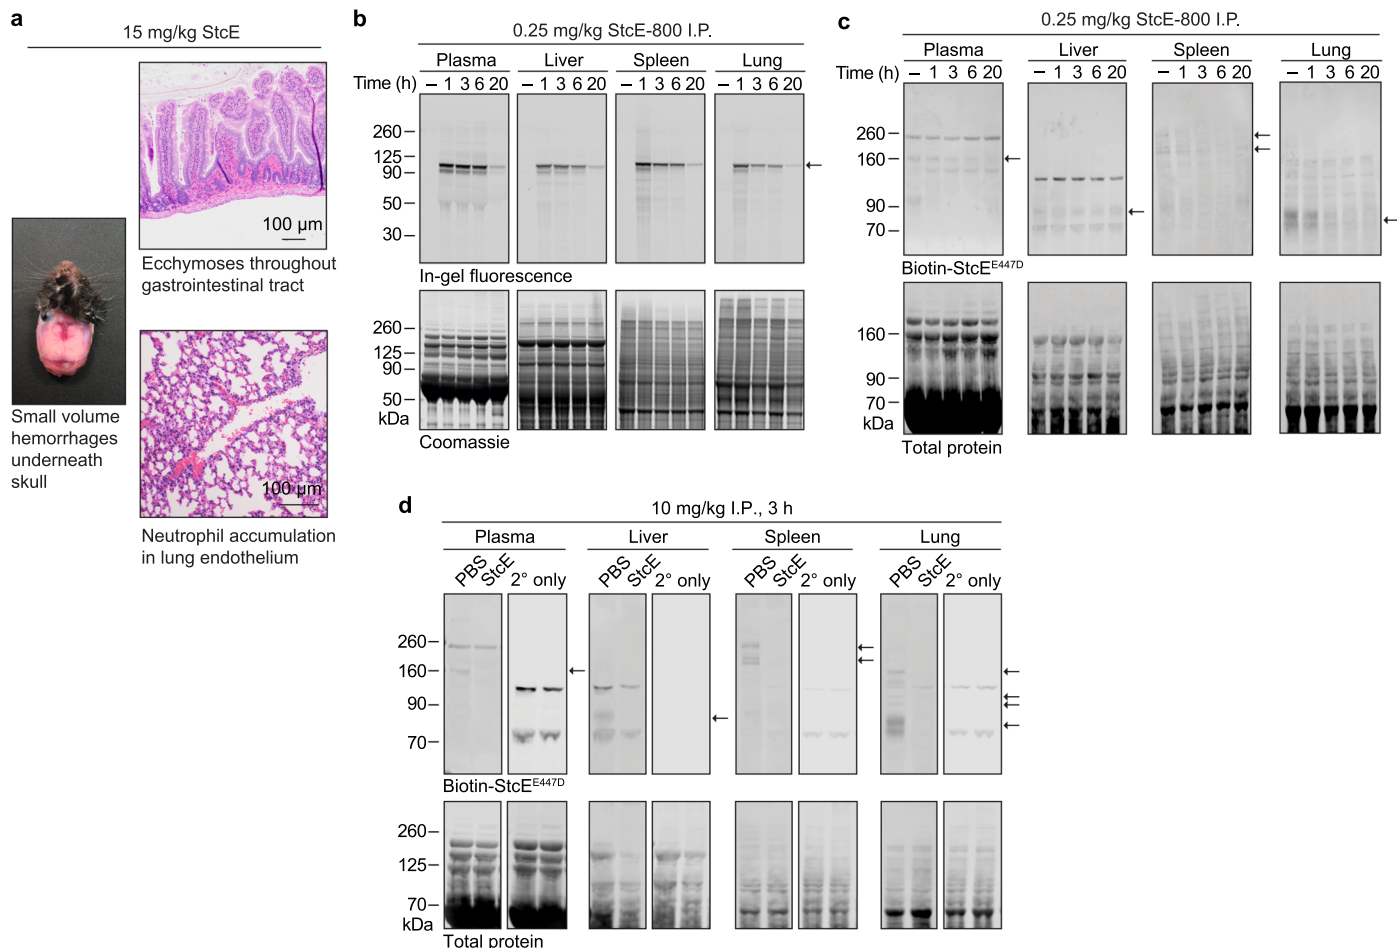 a
15 mg/kg StcE
100 µm
Ecchymoses throughout
gastrointestinal tract
Small volume
hemorrhages
underneath
skull
100 µm
Neutrophil accumulation
in lung endothelium
b
0.25 mg/kg StcE-800 I.P.
Plasma Liver Spleen Lung
Time (h) – 1 3 6 20 – 1 3 6 20 – 1 3 6 20 – 1 3 6 20
260
125
90
50
30
In-gel fluorescence
260
125
90
50
kDa
Coomassie
c
0.25 mg/kg StcE-800 I.P.
Plasma Liver Spleen Lung
Time (h) – 1 3 6 20 – 1 3 6 20 – 1 3 6 20 – 1 3 6 20
260
160
90
70
Biotin-StcE^E447D
160
90
70
kDa
Total protein
d
10 mg/kg I.P., 3 h
Plasma Liver Spleen Lung
PBS StcE 2° only PBS StcE 2° only PBS StcE 2° only PBS StcE 2° only
260
160
90
70
Biotin-StcE^E447D
260
125
70
kDa
Total protein